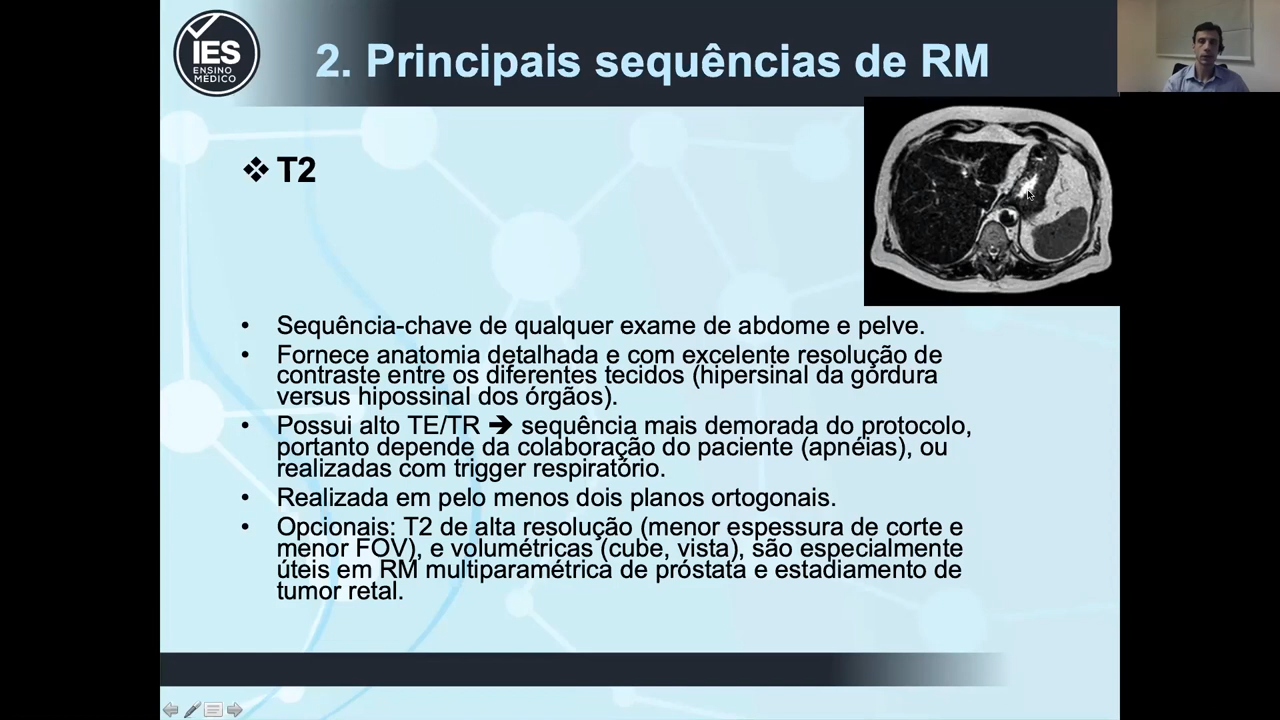 IES
ENSINO
MÉDICO
2. Principais sequências de RM
❖ T2
• Sequência-chave de qualquer exame de abdome e pelve.
• Fornece anatomia detalhada e com excelente resolução de
contraste entre os diferentes tecidos (hipersinal da gordura
versus hipossinal dos órgãos).
• Possui alto TE/TR ➔ sequência mais demorada do protocolo,
portanto depende da colaboração do paciente (apnéias), ou
realizadas com trigger respiratório.
• Realizada em pelo menos dois planos ortogonais.
• Opcionais: T2 de alta resolução (menor espessura de corte e
menor FOV), e volumétricas (cube, vista), são especialmente
úteis em RM multiparamétrica de próstata e estadiamento de
tumor retal.